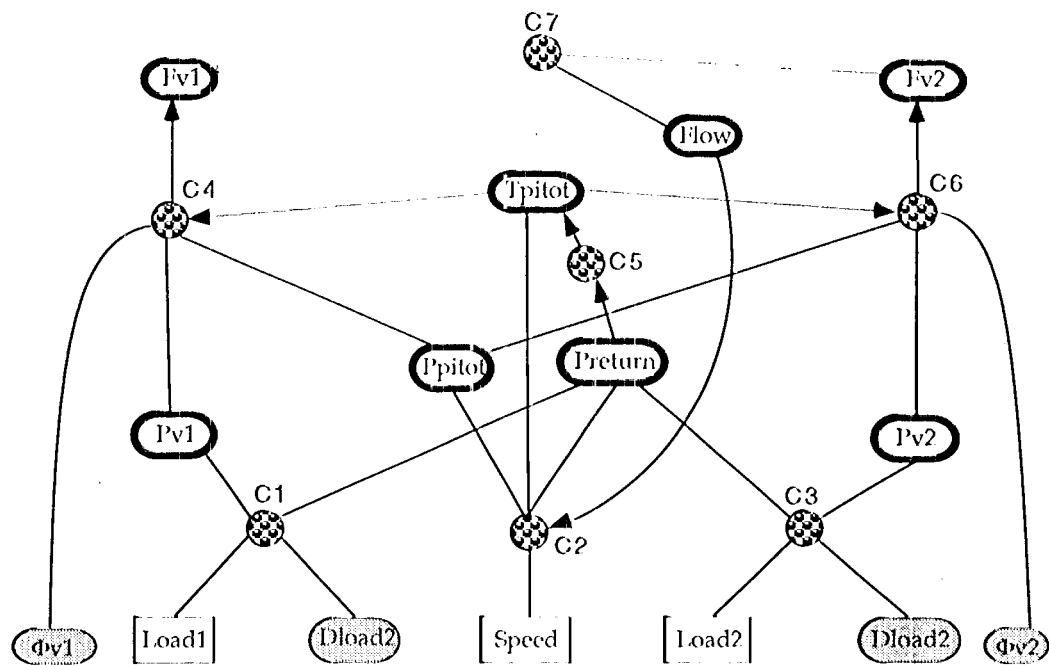 C7
Fv1
Fv2
Flow
C4
Tpitot
C6
C5
Ppitot
Preturn
Pv1
Pv2
C1
C3
C2
Φv1
Load1
Dload2
Speed
Load2
Dload2
Φv2